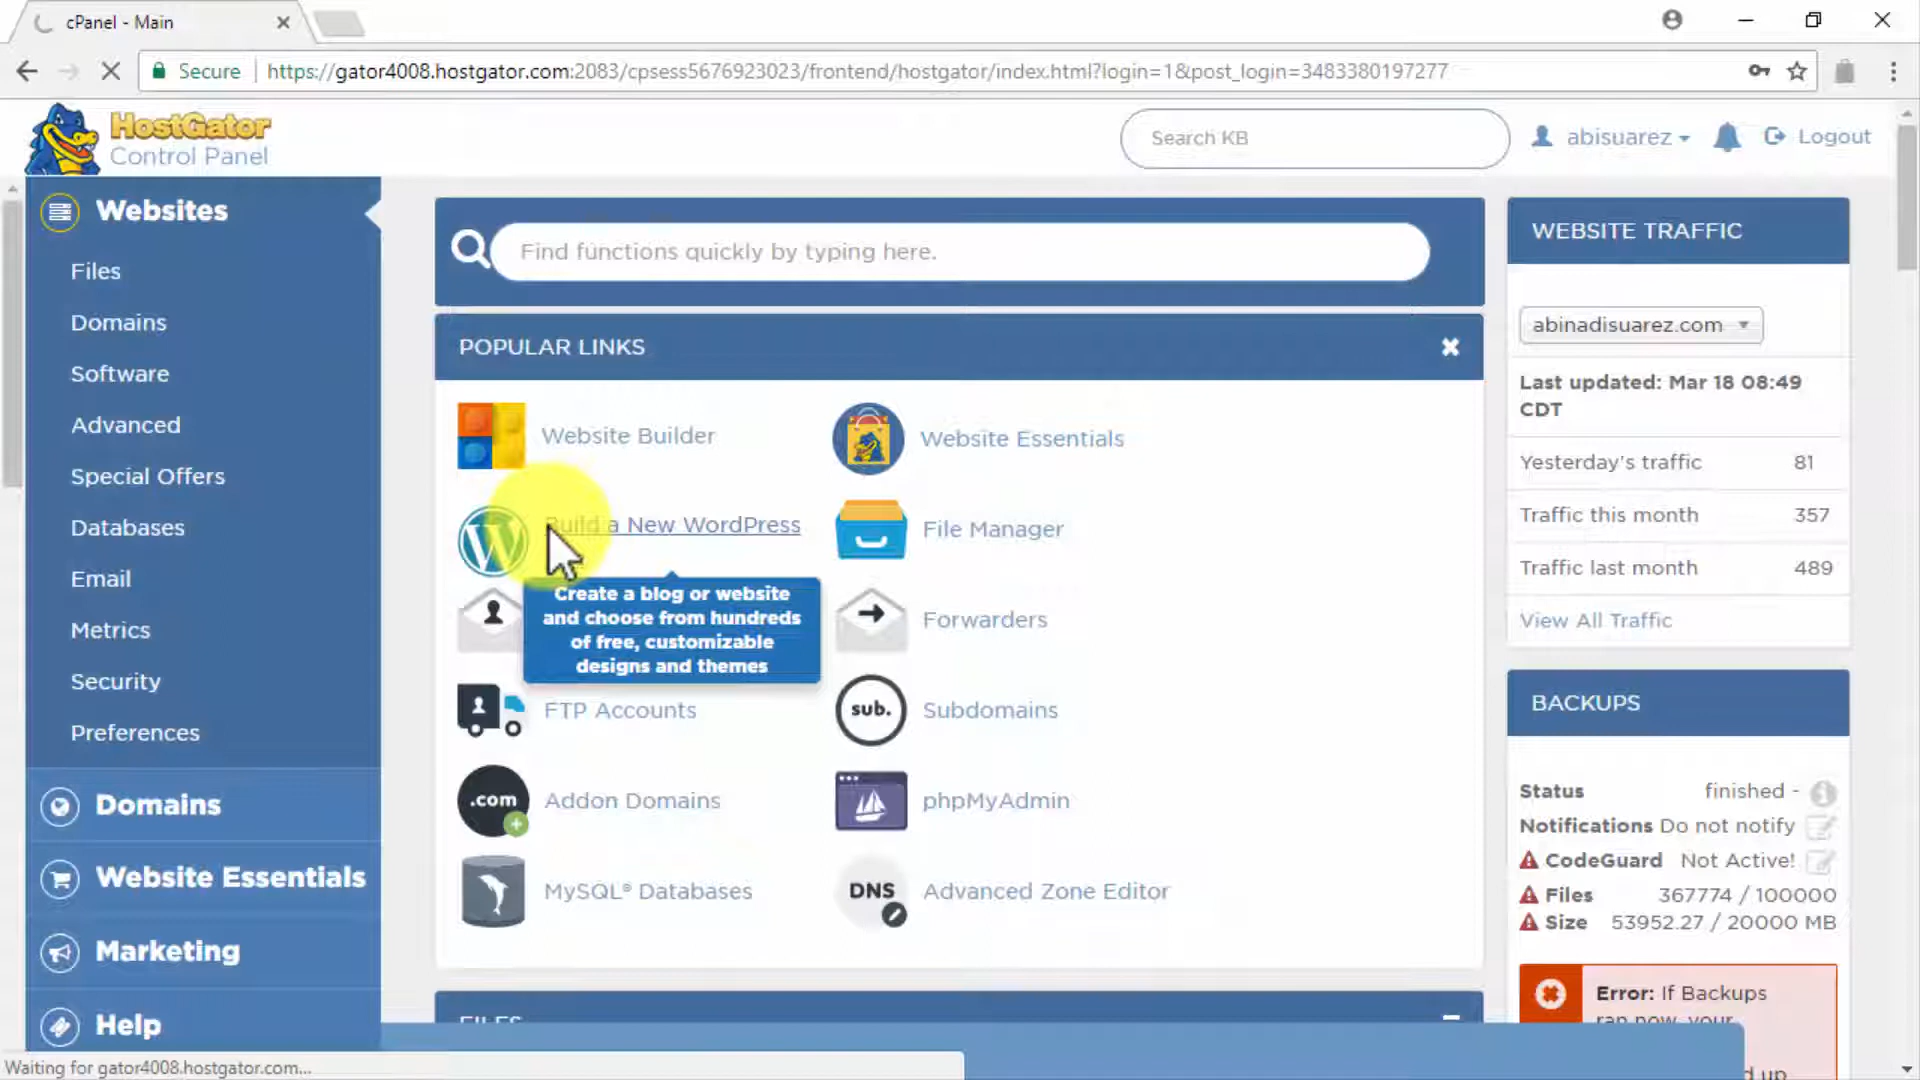 cPanel - Main
Secure
https://gator4008.hostgator.com:2083/cpsess5676923023/frontend/hostgator/index.html?login=1&post_login=3483380197277
HostGator
Control Panel
Search KB
abisuarez
Logout
Websites
Files
Domains
Software
Advanced
Special Offers
Databases
Email
Metrics
Security
Preferences
Domains
Website Essentials
Marketing
Help
Find functions quickly by typing here.
POPULAR LINKS
Website Builder
Website Essentials
Build a New WordPress
File Manager
Create a blog or website
and choose from hundreds
of free, customizable
designs and themes
Forwarders
FTP Accounts
sub.
Subdomains
.com
Addon Domains
phpMyAdmin
MySQL® Databases
DNS
Advanced Zone Editor
FILES
WEBSITE TRAFFIC
abinadisuarez.com
Last updated: Mar 18 08:49
CDT
Yesterday's traffic 81
Traffic this month 357
Traffic last month 489
View All Traffic
BACKUPS
Status finished -
Notifications Do not notify
CodeGuard Not Active!
Files 367774 / 100000
Size 53952.27 / 20000 MB
Error: If Backups
ran now, your
d up
Waiting for gator4008.hostgator.com...